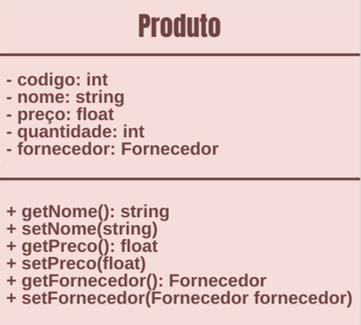 Produto
- codigo: int
- nome: string
- preço: float
- quantidade: int
- fornecedor: Fornecedor
+ getNome(): string
+ setNome(string)
+ getPreco(): float
+ setPreco(float)
+ getFornecedor(): Fornecedor
+ setFornecedor(Fornecedor fornecedor)